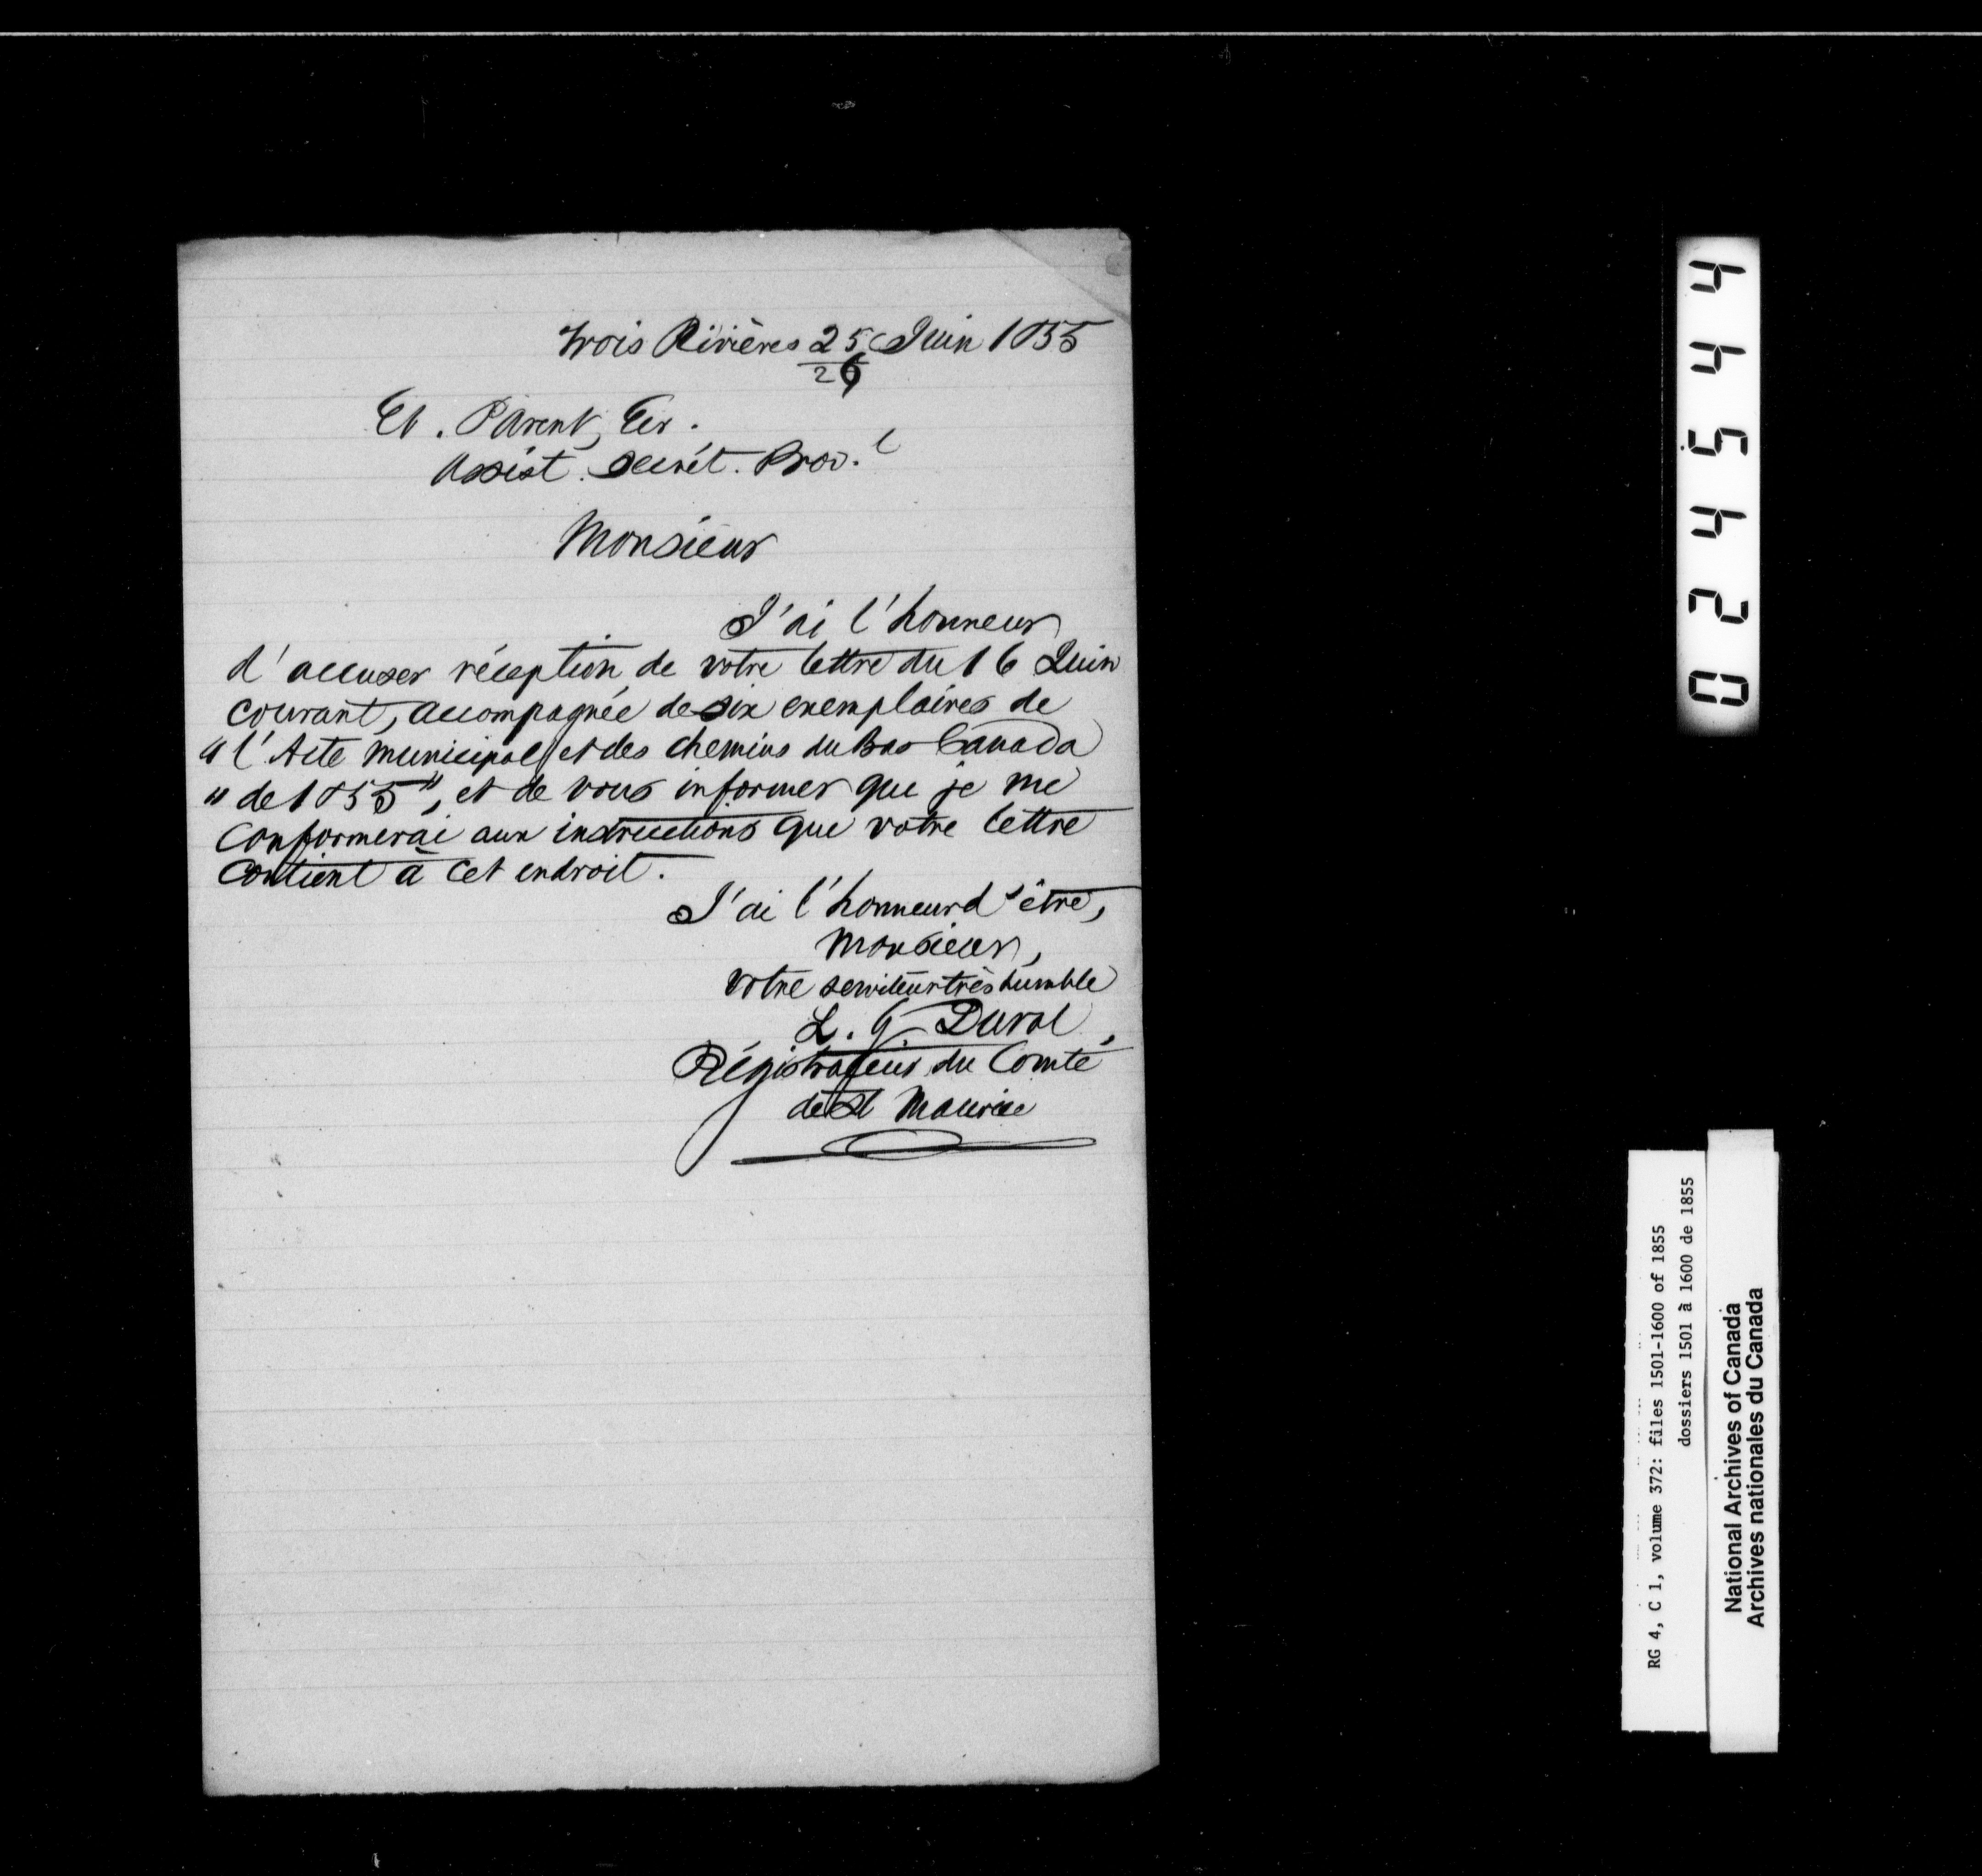 Trois Rivières 25 Juin 1855
26
Et. Parent, Ecr.
Assist. Secrét. Prov.l
Monsieur
J'ai l'honneur
d'accuser réception de votre lettre du 16 Juin
courant, accompagnée de six exemplaires de
"l'Acte municipal et des chemins du Bas Canada
"de 1855", et de vous informer que je me
conformerai aux instructions que votre lettre
contient à cet endroit.
J'ai l'honneur d'être,
Monsieur,
Votre serviteur très humble
L. G Duval,
Régistrateur du Comté
de St Maurice
024544
RG 4, C 1, volume 372: files 1501-1600 of 1855
dossiers 1501 à 1600 de 1855
National Archives of Canada
Archives nationales du Canada